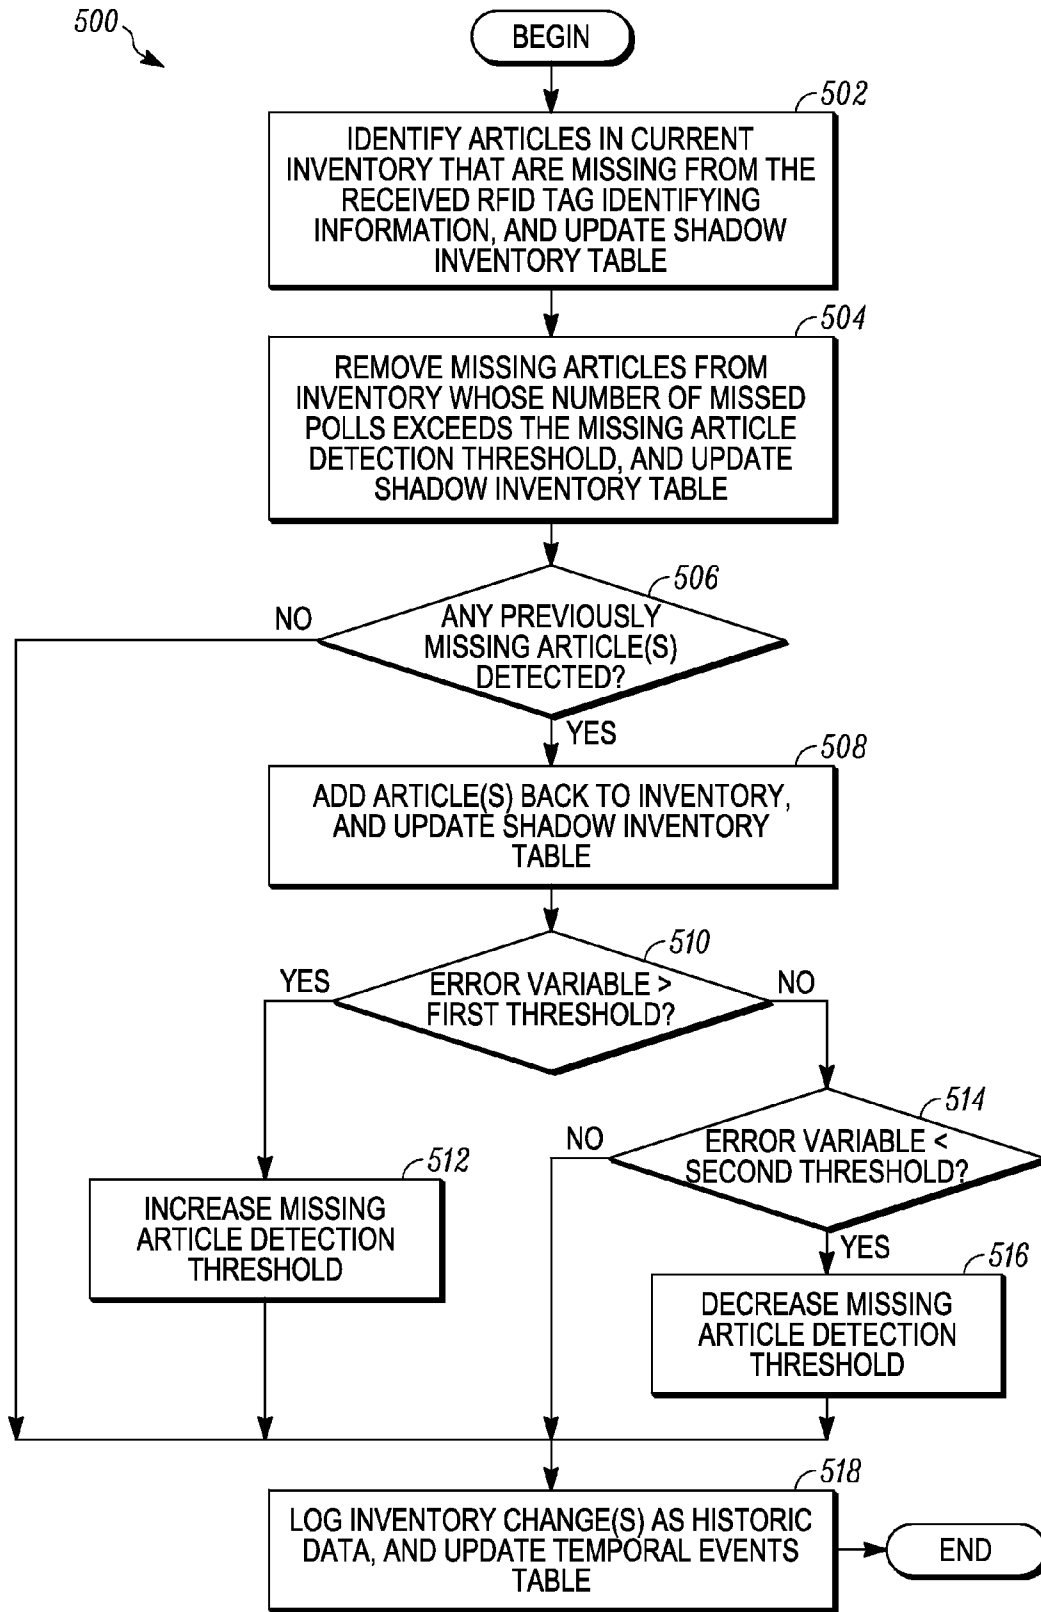 500
BEGIN
502
IDENTIFY ARTICLES IN CURRENT
INVENTORY THAT ARE MISSING FROM THE
RECEIVED RFID TAG IDENTIFYING
INFORMATION, AND UPDATE SHADOW
INVENTORY TABLE
504
REMOVE MISSING ARTICLES FROM
INVENTORY WHOSE NUMBER OF MISSED
POLLS EXCEEDS THE MISSING ARTICLE
DETECTION THRESHOLD, AND UPDATE
SHADOW INVENTORY TABLE
506
NO
ANY PREVIOUSLY
MISSING ARTICLE(S)
DETECTED?
YES
508
ADD ARTICLE(S) BACK TO INVENTORY,
AND UPDATE SHADOW INVENTORY
TABLE
510
YES
ERROR VARIABLE >
FIRST THRESHOLD?
NO
514
NO
ERROR VARIABLE <
SECOND THRESHOLD?
YES
512
INCREASE MISSING
ARTICLE DETECTION
THRESHOLD
516
DECREASE MISSING
ARTICLE DETECTION
THRESHOLD
518
LOG INVENTORY CHANGE(S) AS HISTORIC
DATA, AND UPDATE TEMPORAL EVENTS
TABLE
END